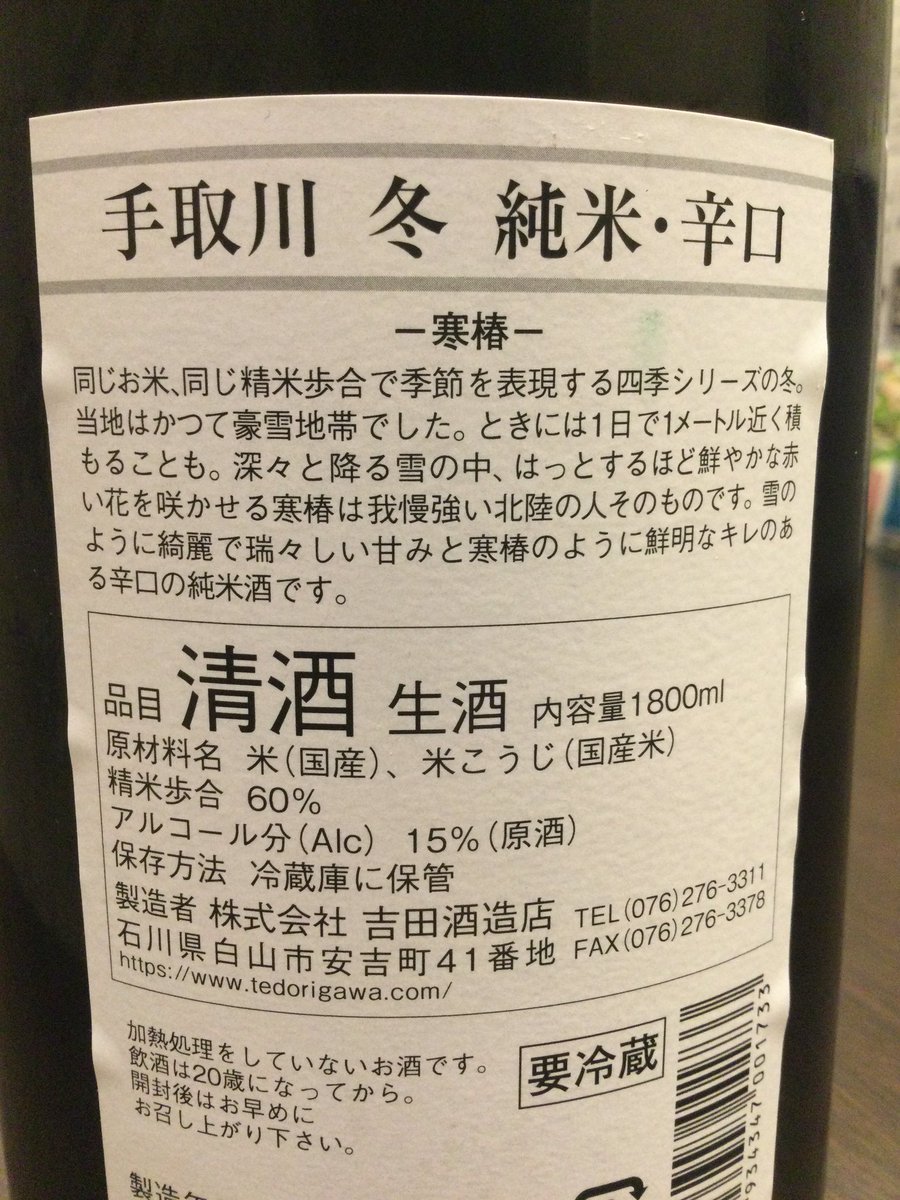 手取川 冬 純米・辛口
－寒椿－
同じお米、同じ精米歩合で季節を表現する四季シリーズの冬。
当地はかつて豪雪地帯でした。ときには1日で1メートル近く積
もることも。深々と降る雪の中、はっとするほど鮮やかな赤
い花を咲かせる寒椿は我慢強い北陸の人そのものです。雪の
ように綺麗で瑞々しい甘みと寒椿のように鮮明なキレのあ
る辛口の純米酒です。
品目 清酒 生酒 内容量1800ml
原材料名 米(国産)、米こうじ(国産米)
精米歩合 60%
アルコール分(Alc) 15%(原酒)
保存方法 冷蔵庫に保管
製造者 株式会社 吉田酒造店 TEL(076)276-3311
石川県白山市安吉町41番地 FAX(076)276-3378
https://www.tedorigawa.com/
加熱処理をしていないお酒です。
飲酒は20歳になってから。
開封後はお早めに
お召し上がり下さい。
要冷蔵
934347001733
製造年